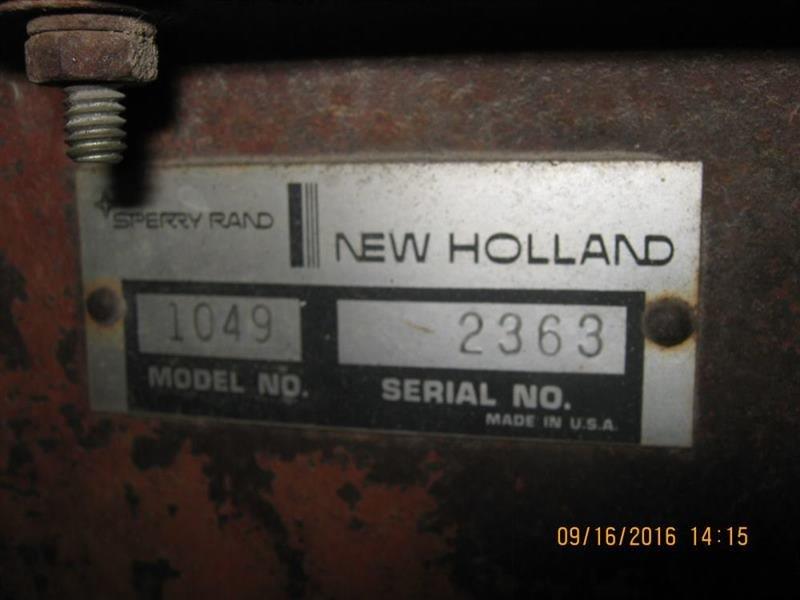 SPERRY RAND
NEW HOLLAND
1049 2363
MODEL NO. SERIAL NO.
MADE IN U.S.A.
09/16/2016 14:15